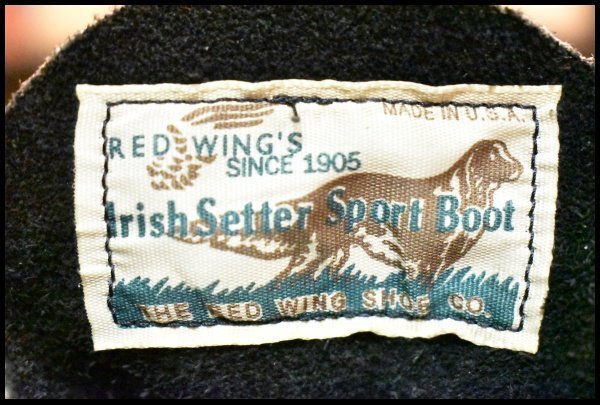 MADE IN U.S.A.
RED WING'S
SINCE 1905
Irish Setter Sport Boot
THE RED WING SHOE CO.